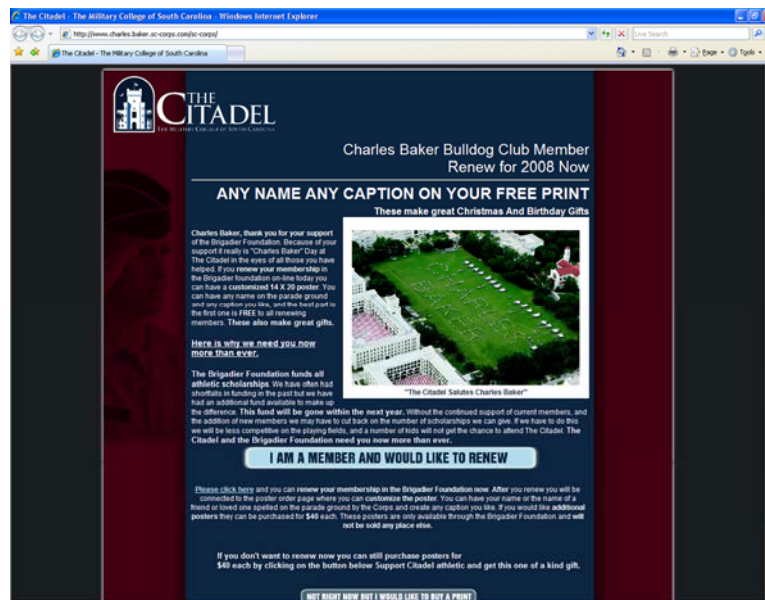 The Citadel - The Military College of South Carolina - Windows Internet Explorer
http://www.charles.baker.sc-corps.com/sc-corps/
Live Search
The Citadel - The Military College of South Carolina
Page
Tools
THE
CITADEL
THE MILITARY COLLEGE OF SOUTH CAROLINA
Charles Baker Bulldog Club Member
Renew for 2008 Now
ANY NAME ANY CAPTION ON YOUR FREE PRINT
These make great Christmas And Birthday Gifts
Charles Baker, thank you for your support
of the Brigadier Foundation. Because of your
support it really is "Charles Baker" Day at
The Citadel in the eyes of all those you have
helped. If you renew your membership in
the Brigadier foundation on-line today you
can have a customized 14 X 20 poster. You
can have any name on the parade ground
and any caption you like, and the best part is
the first one is FREE to all renewing
members. These also make great gifts.
"The Citadel Salutes Charles Baker"
Here is why we need you now
more than ever.
The Brigadier Foundation funds all
athletic scholarships. We have often had
shortfalls in funding in the past but we have
had an additional fund available to make up
the difference. This fund will be gone within the next year. Without the continued support of current members, and
the addition of new members we may have to cut back on the number of scholarships we can give. If we have to do this
we will be less competitive on the playing fields, and a number of kids will not get the chance to attend The Citadel. The
Citadel and the Brigadier Foundation need you now more than ever.
I AM A MEMBER AND WOULD LIKE TO RENEW
Please click here and you can renew your membership in the Brigadier Foundation now. After you renew you will be
connected to the poster order page where you can customize the poster. You can have your name or the name of a
friend or loved one spelled on the parade ground by the Corps and create any caption you like. If you would like additional
posters they can be purchased for $40 each. These posters are only available through the Brigadier Foundation and will
not be sold any place else.
If you don't want to renew now you can still purchase posters for
$40 each by clicking on the button below Support Citadel athletic and get this one of a kind gift.
NOT RIGHT NOW BUT I WOULD LIKE TO BUY A PRINT